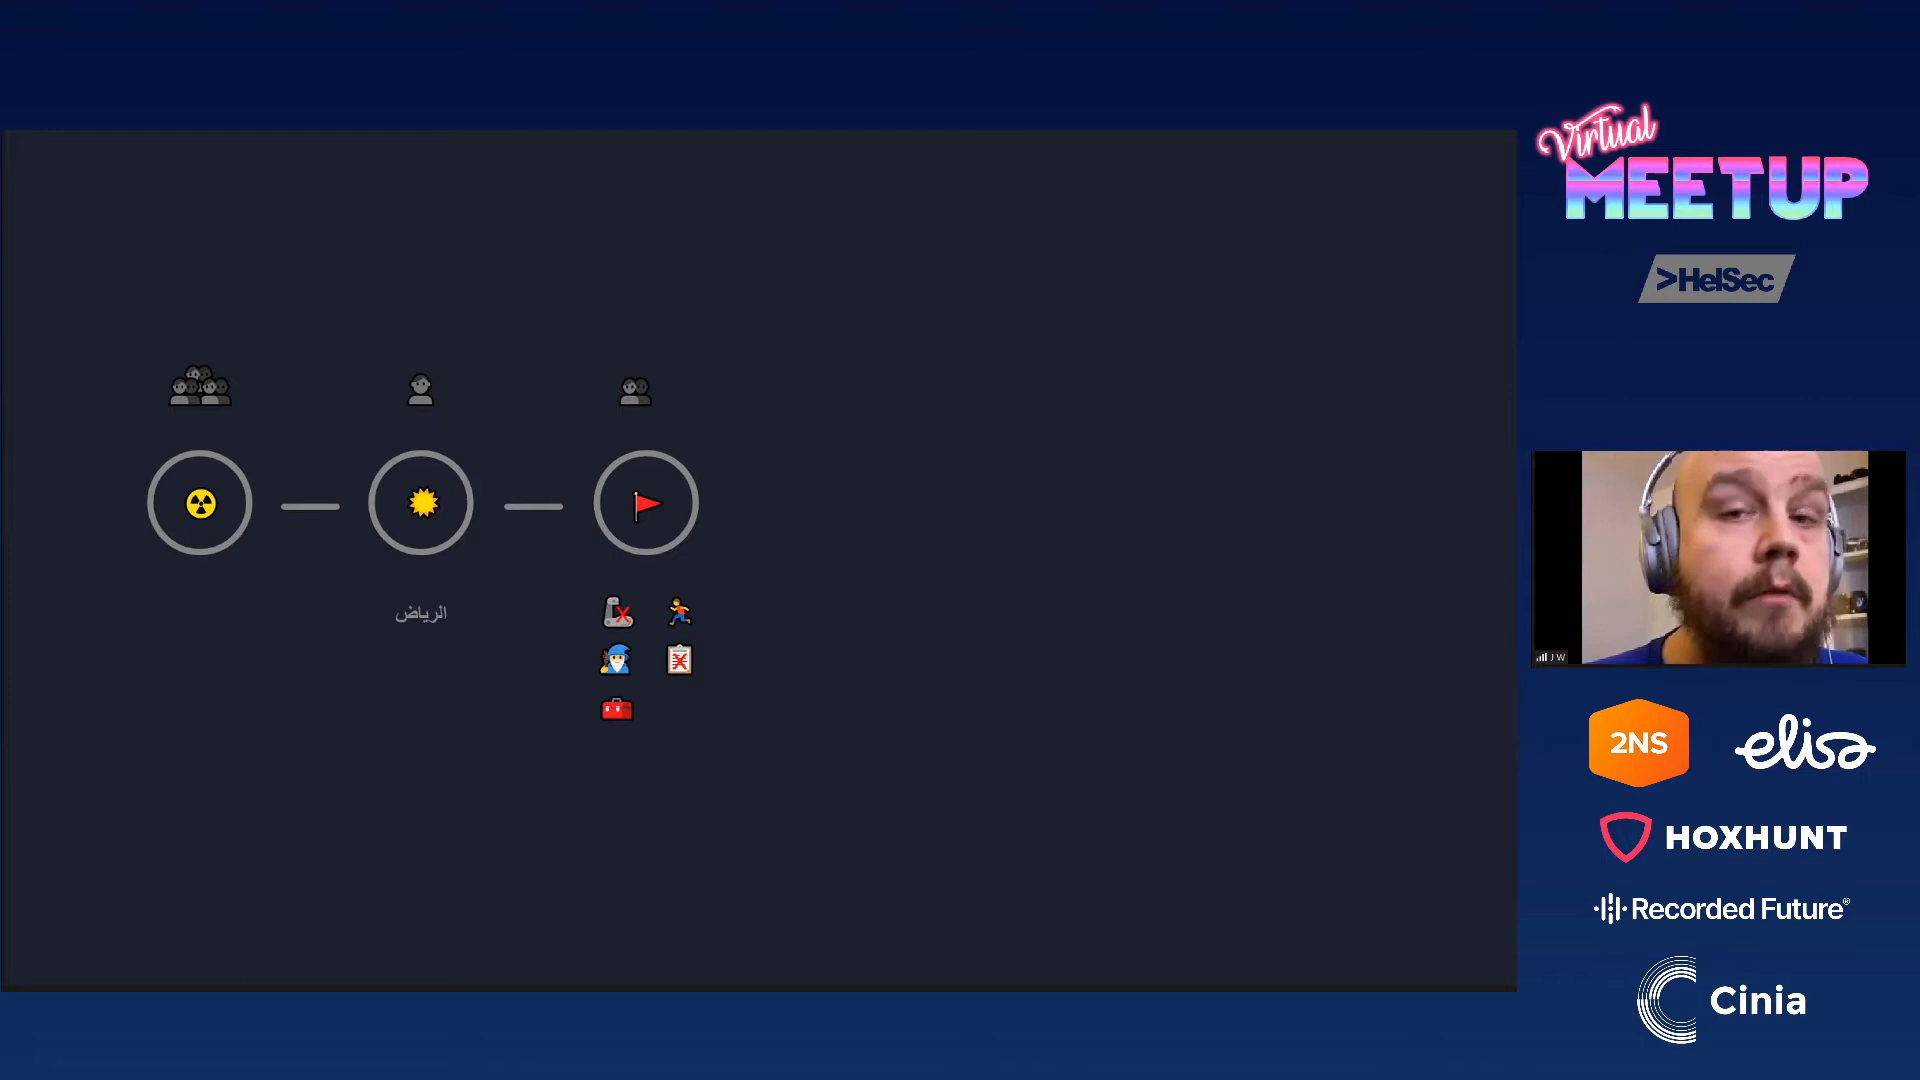 Virtual
MEETUP
>HelSec
الرياض
J W
2NS
elisa
HOXHUNT
Recorded Future®
Cinia